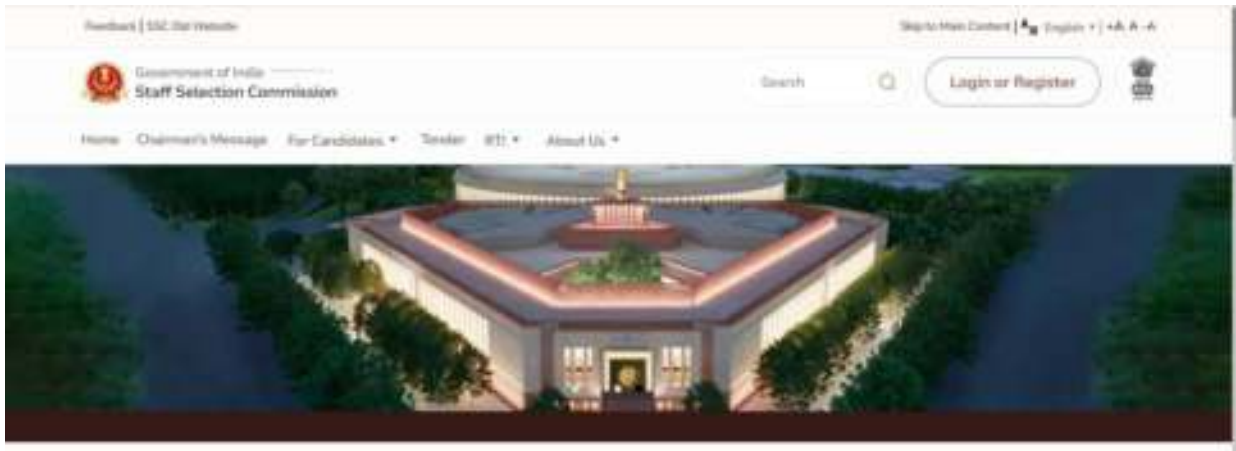 Feedback | SSC Old Website
Skip to Main Content | English | +A A -A
Government of India
Staff Selection Commission
Search
Login or Register
Home Chairman's Message For Candidates Tender RTI About Us